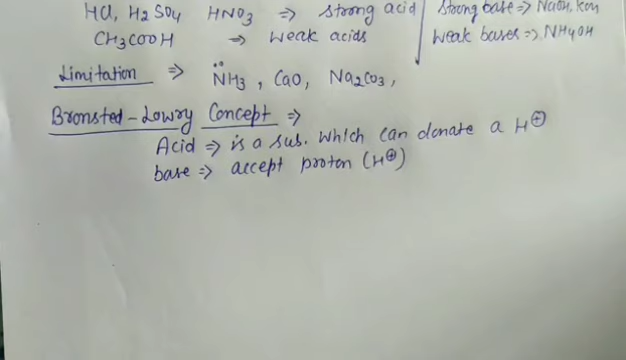 HCl, H2SO4 HNO3 => strong acid
CH3COOH => weak acids
Strong base => NaOH, KOH
weak bases => NH4OH
Limitation => N̈H3, CaO, Na2CO3,
Bronsted-Lowry Concept =>
Acid => is a sus. which can donate a H⊕
base => accept proton (H⊕)